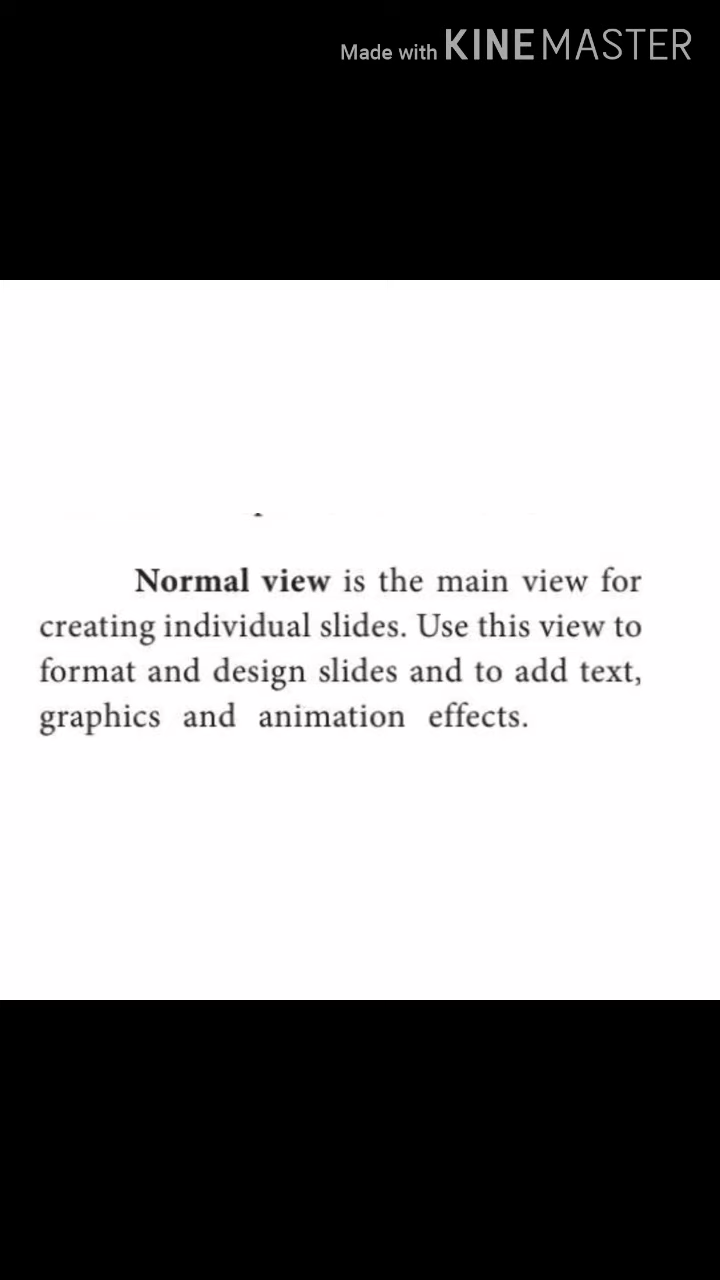 Made with KINEMASTER
Normal view is the main view for
creating individual slides. Use this view to
format and design slides and to add text,
graphics and animation effects.